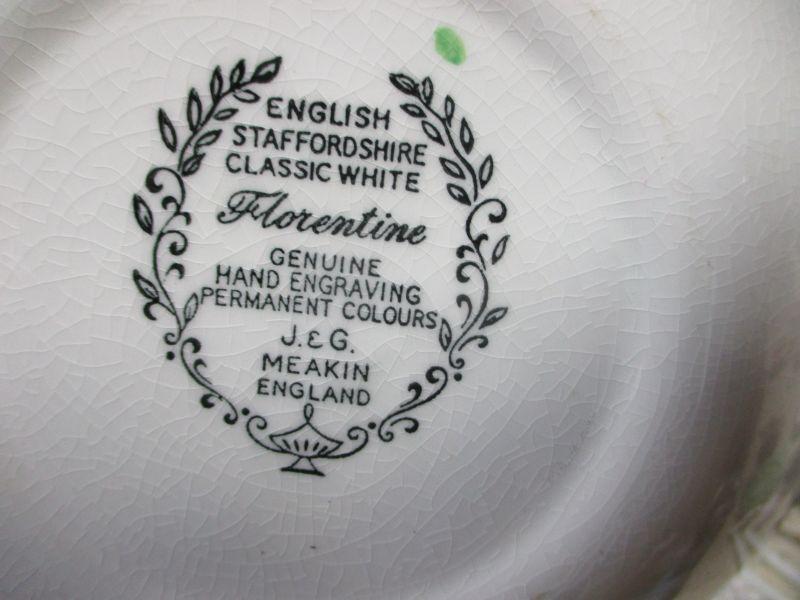 ENGLISH
STAFFORDSHIRE
CLASSIC WHITE
Florentine
GENUINE
HAND ENGRAVING
PERMANENT COLOURS
J. & G.
MEAKIN
ENGLAND